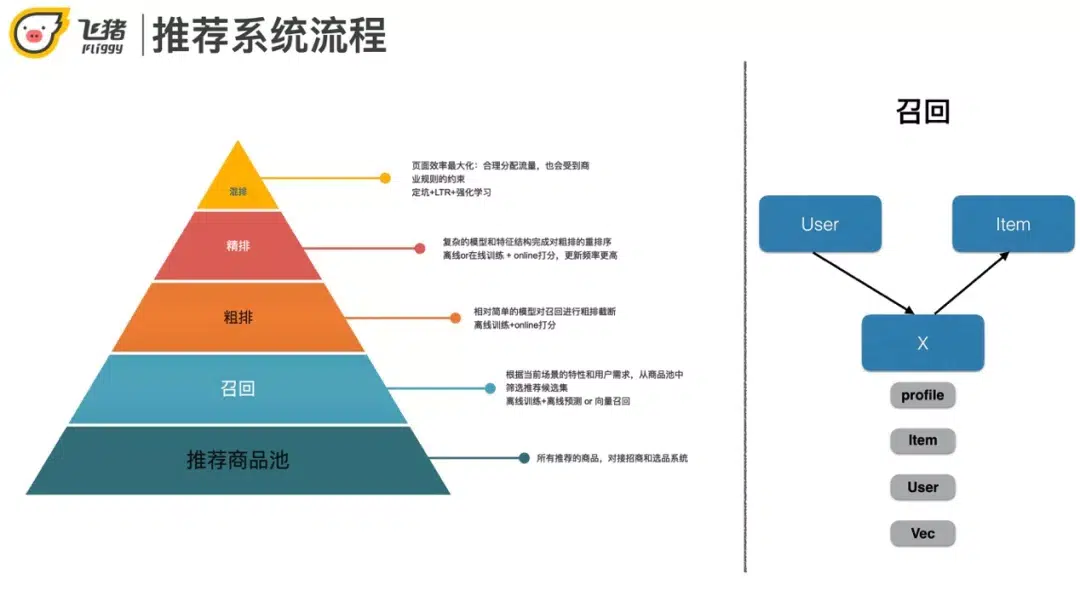 飞猪
Fliggy
推荐系统流程
混排
页面效率最大化：合理分配流量，也会受到商
业规则的约束
定坑+LTR+强化学习
精排
复杂的模型和特征结构完成对粗排的重排序
离线or在线训练 + online打分，更新频率更高
粗排
相对简单的模型对召回进行粗排截断
离线训练+online打分
召回
根据当前场景的特性和用户需求，从商品池中
筛选推荐候选集
离线训练+离线预测 or 向量召回
推荐商品池
所有推荐的商品，对接招商和选品系统
召回
User
Item
X
profile
Item
User
Vec